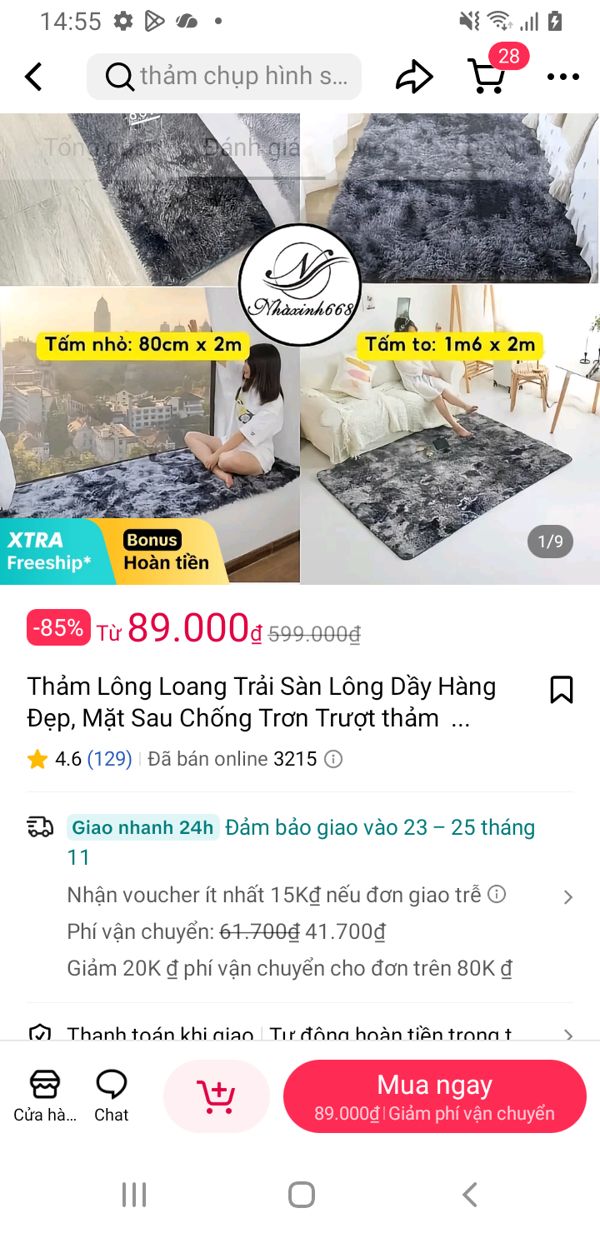 14:55
28
thảm chụp hình s...
Đánh giá
Nhàxinh668
Tấm nhỏ: 80cm x 2m
Tấm to: 1m6 x 2m
XTRA
Freeship*
Bonus
Hoàn tiền
1/9
-85% Từ 89.000₫ 599.000₫
Thảm Lông Loang Trải Sàn Lông Dầy Hàng
Đẹp, Mặt Sau Chống Trơn Trượt thảm ...
4.6 (129) Đã bán online 3215
Giao nhanh 24h Đảm bảo giao vào 23 – 25 tháng
11
Nhận voucher ít nhất 15K₫ nếu đơn giao trễ
Phí vận chuyển: 61.700₫ 41.700₫
Giảm 20K ₫ phí vận chuyển cho đơn trên 80K ₫
Thanh toán khi giao | Tự động hoàn tiền trong t
Cửa hà...
Chat
Mua ngay
89.000₫ | Giảm phí vận chuyển